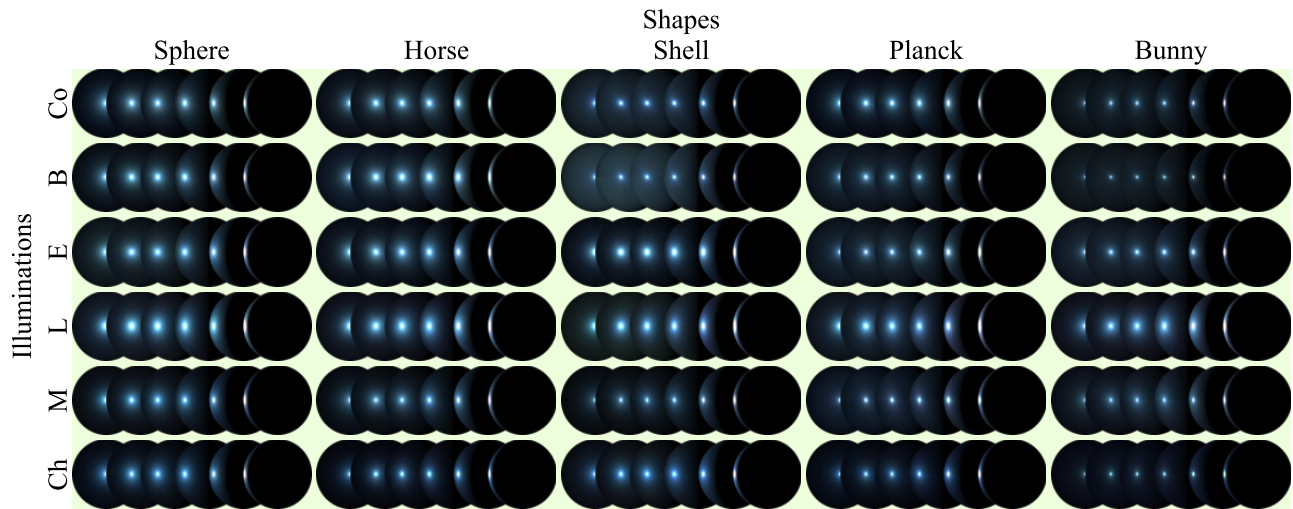 Shapes
Sphere Horse Shell Planck Bunny
Illuminations
Co
B
E
L
M
Ch